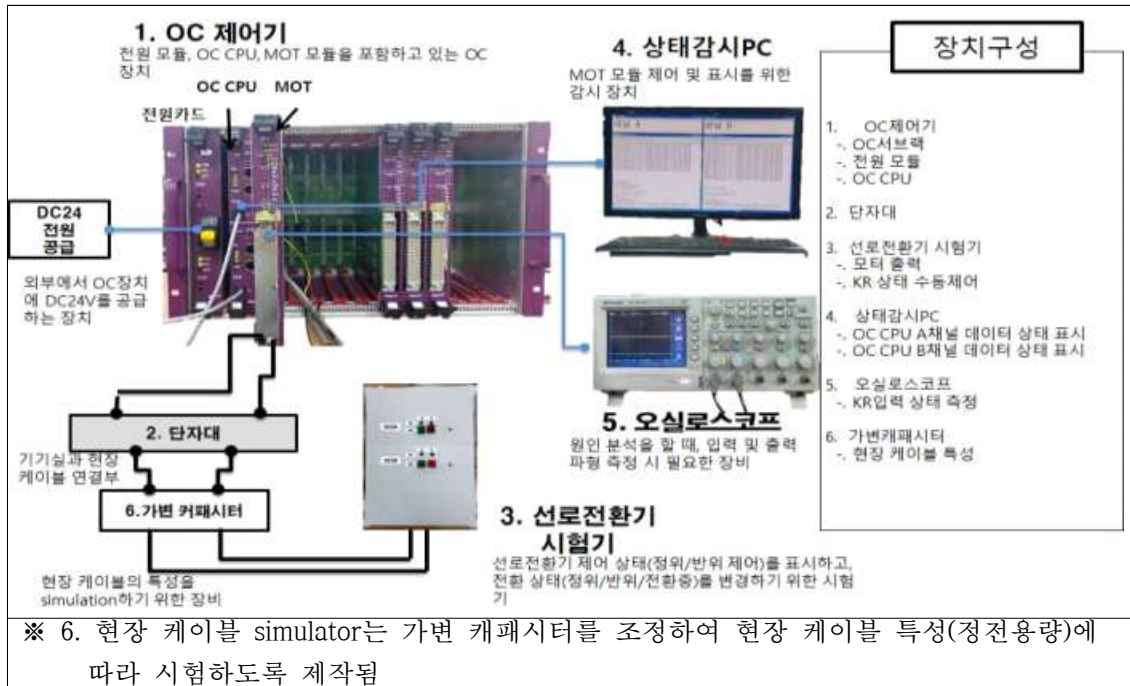 1. OC 제어기
전원 모듈, OC CPU, MOT 모듈을 포함하고 있는 OC
장치
OC CPU MOT
전원카드
DC24
전원
공급
외부에서 OC장치
에 DC24V를 공급
하는 장치
4. 상태감시PC
MOT 모듈 제어 및 표시를 위한
감시 장치
5. 오실로스코프
원인 분석을 할 때, 입력 및 출력
파형 측정 시 필요한 장비
2. 단자대
기기실과 현장
케이블 연결부
6.가변 커패시터
현장 케이블의 특성을
simulation하기 위한 장비
3. 선로전환기
시험기
선로전환기 제어 상태(정위/반위 제어)를 표시하고,
전환 상태(정위/반위/전환중)를 변경하기 위한 시험
기
장치구성
1. OC제어기
-. OC서브랙
-. 전원 모듈
-. OC CPU
2. 단자대
3. 선로전환기 시험기
-. 모터 출력
-. KR 상태 수동제어
4. 상태감시PC
-. OC CPU A채널 데이터 상태 표시
-. OC CPU B채널 데이터 상태 표시
5. 오실로스코프
-. KR입력 상태 측정
6. 가변캐패시터
-. 현장 케이블 특성
※ 6. 현장 케이블 simulator는 가변 캐패시터를 조정하여 현장 케이블 특성(정전용량)에
따라 시험하도록 제작됨